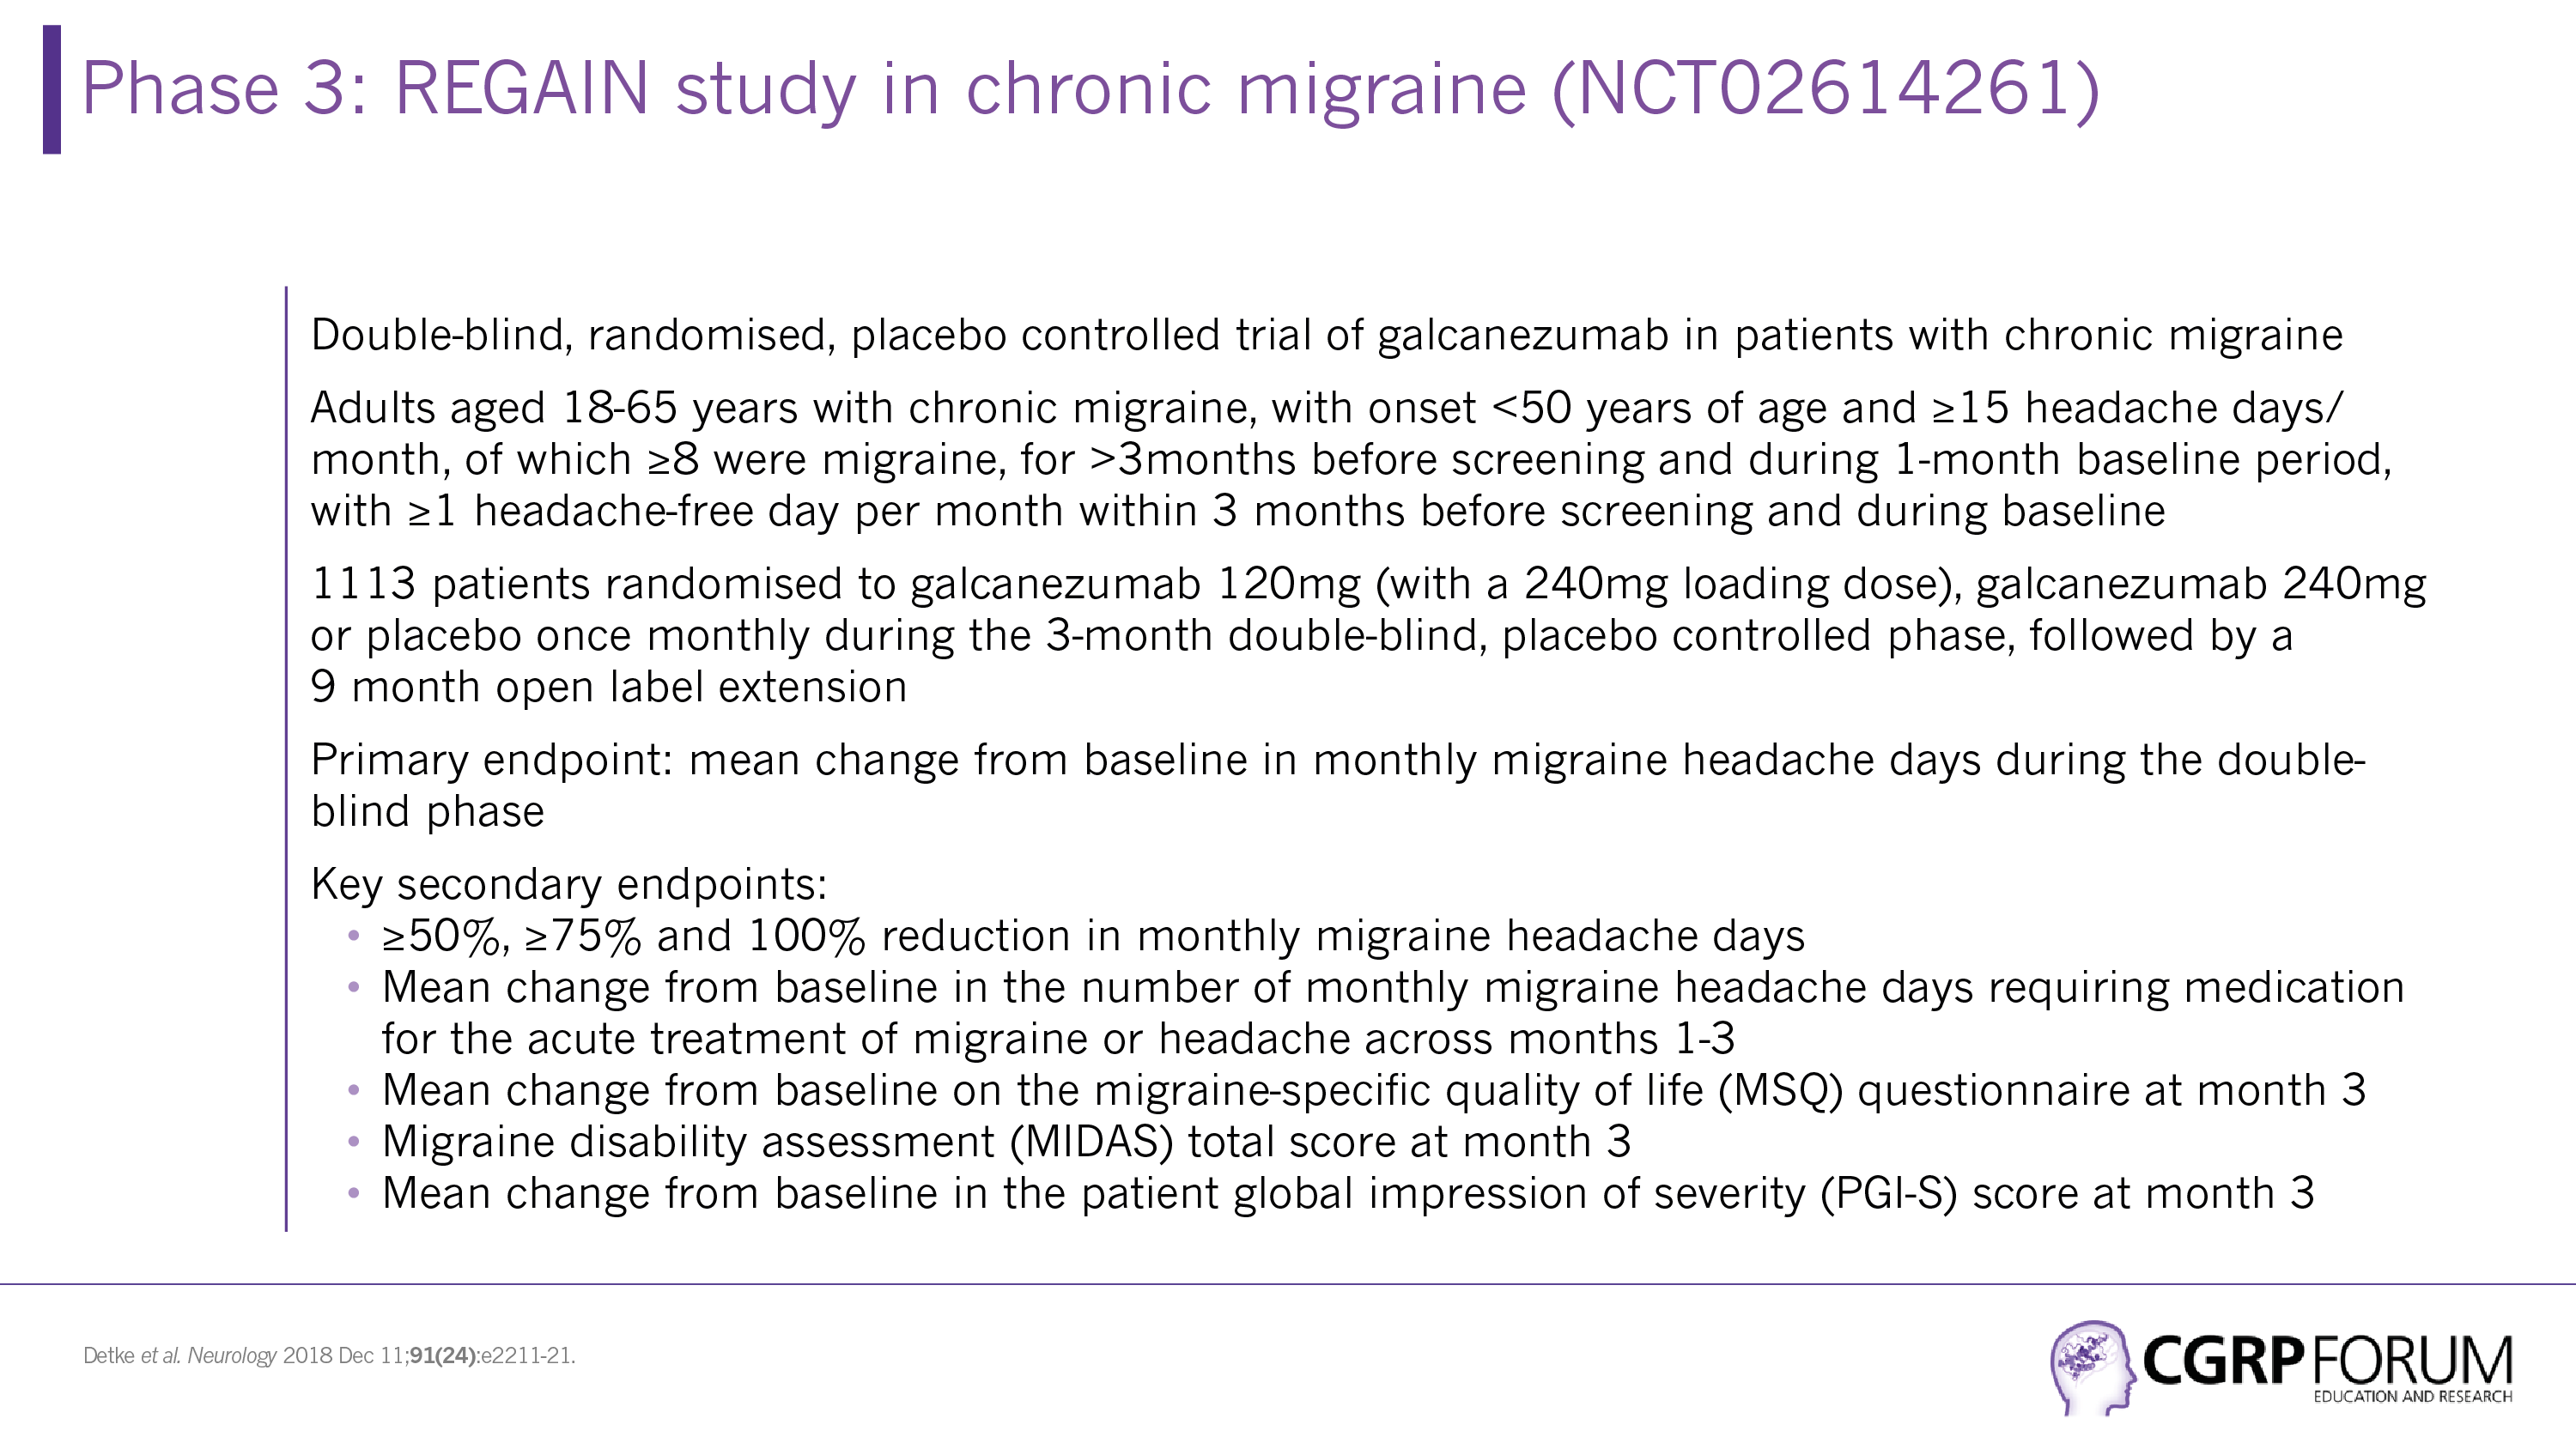 Phase 3: REGAIN study in chronic migraine (NCT02614261)
Double-blind, randomised, placebo controlled trial of galcanezumab in patients with chronic migraine
Adults aged 18-65 years with chronic migraine, with onset <50 years of age and ≥15 headache days/
month, of which ≥8 were migraine, for >3months before screening and during 1-month baseline period,
with ≥1 headache-free day per month within 3 months before screening and during baseline
1113 patients randomised to galcanezumab 120mg (with a 240mg loading dose), galcanezumab 240mg
or placebo once monthly during the 3-month double-blind, placebo controlled phase, followed by a
9 month open label extension
Primary endpoint: mean change from baseline in monthly migraine headache days during the double-
blind phase
Key secondary endpoints:
• ≥50%, ≥75% and 100% reduction in monthly migraine headache days
• Mean change from baseline in the number of monthly migraine headache days requiring medication
for the acute treatment of migraine or headache across months 1-3
• Mean change from baseline on the migraine-specific quality of life (MSQ) questionnaire at month 3
• Migraine disability assessment (MIDAS) total score at month 3
• Mean change from baseline in the patient global impression of severity (PGI-S) score at month 3
Detke et al. Neurology 2018 Dec 11;91(24):e2211-21.
CGRP FORUM
EDUCATION AND RESEARCH